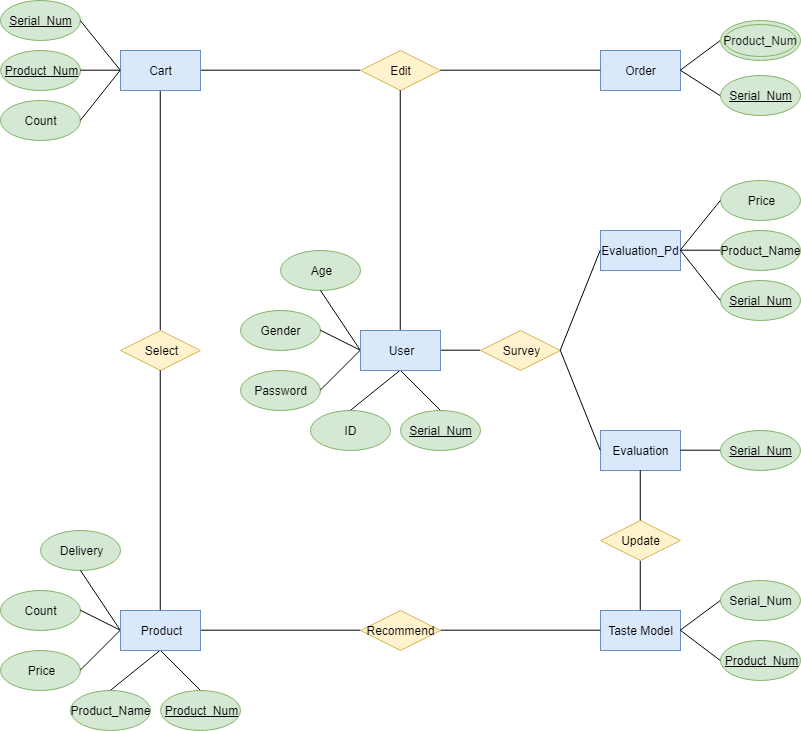 Serial_Num
Product_Num
Count
Cart
Edit
Order
Product_Num
Serial_Num
Price
Evaluation_Pd
Product_Name
Serial_Num
Age
Gender
Password
User
Survey
ID
Serial_Num
Select
Evaluation
Serial_Num
Update
Delivery
Count
Price
Product
Recommend
Taste Model
Serial_Num
Product_Num
Product_Name
Product_Num